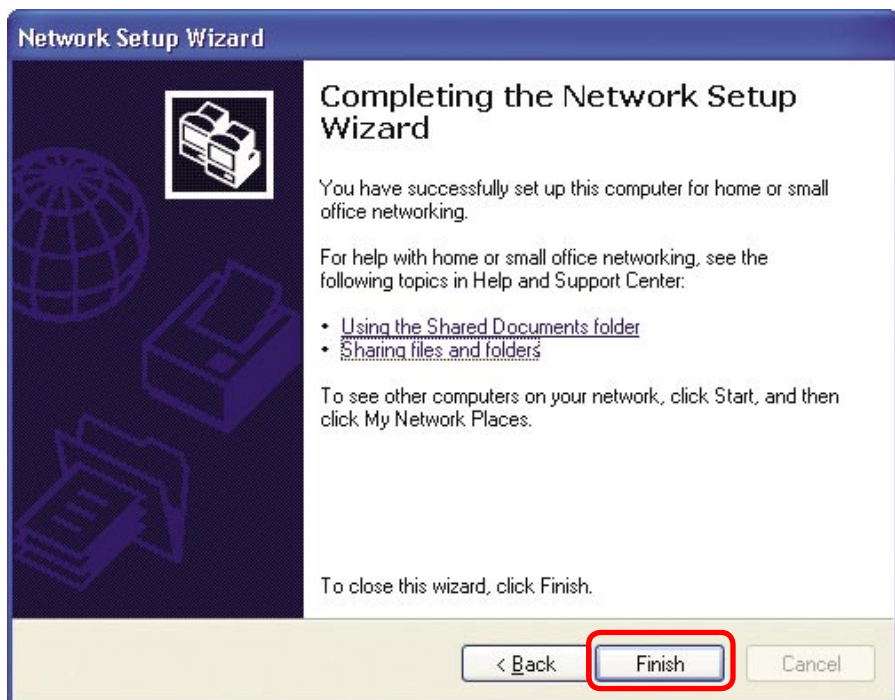 Network Setup Wizard
Completing the Network Setup
Wizard
You have successfully set up this computer for home or small
office networking.
For help with home or small office networking, see the
following topics in Help and Support Center:
• Using the Shared Documents folder
• Sharing files and folders
To see other computers on your network, click Start, and then
click My Network Places.
To close this wizard, click Finish.
< Back Finish Cancel